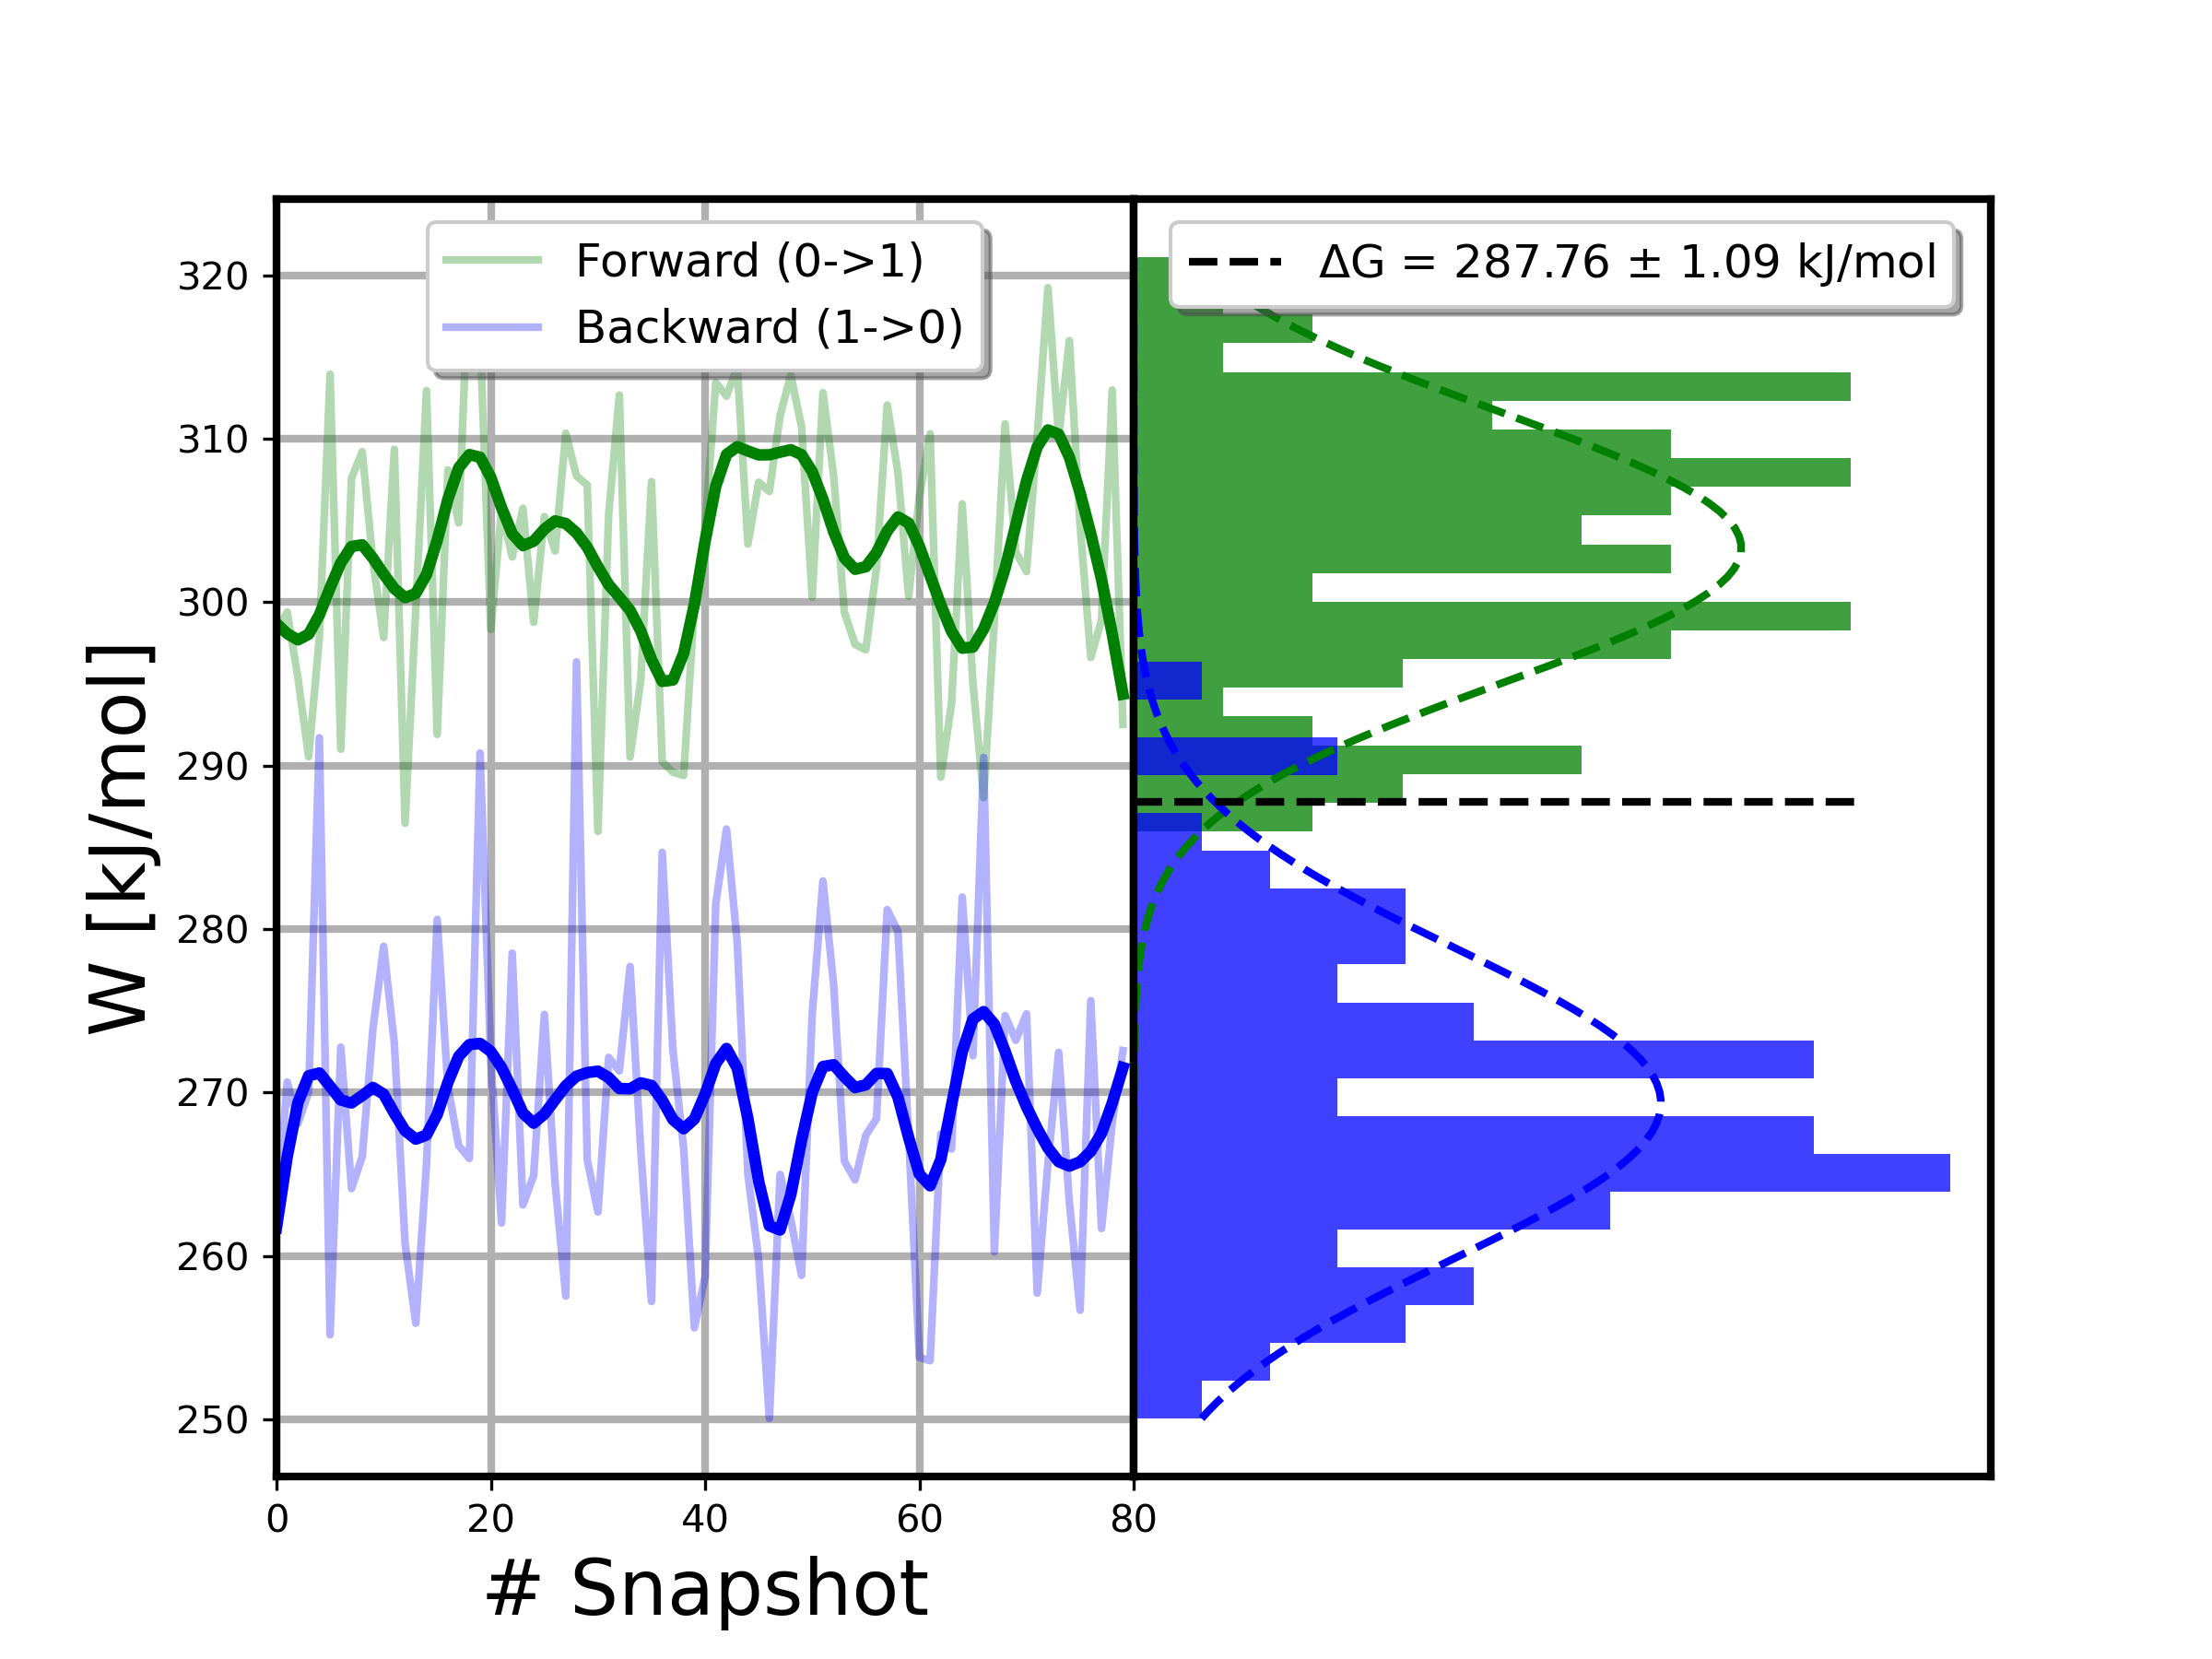 Forward (0->1)
Backward (1->0)
ΔG = 287.76 ± 1.09 kJ/mol
W [kJ/mol]
320
310
300
290
280
270
260
250
0 20 40 60 80
# Snapshot